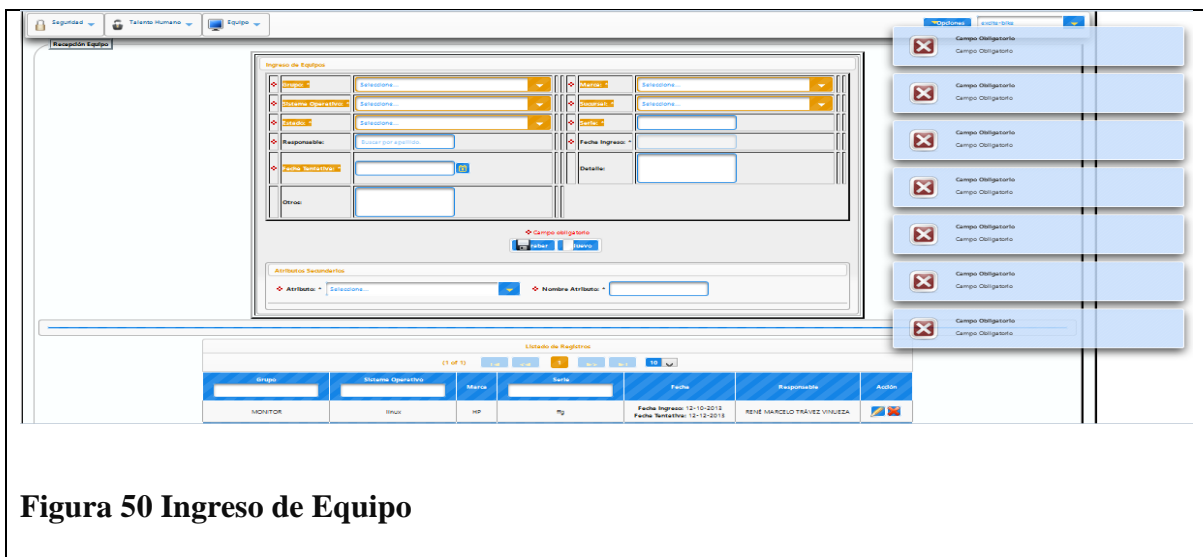 Seguridad Talento Humano Equipo Opciones excite-bike
Recepción Equipo
Ingreso de Equipos
Grupo: * Seleccione... Marca: * Seleccione...
Sistema Operativo: * Seleccione... Sucursal: * Seleccione...
Estado: * Seleccione... Serie: *
Responsable: Buscar por apellido. Fecha Ingreso: *
Fecha Tentativa: * Detalle:
Otros:
Campo obligatorio
Atributos Secundarios
Atributo: * Seleccione... Nombre Atributo: *
Campo Obligatorio
Campo Obligatorio
Campo Obligatorio
Campo Obligatorio
Campo Obligatorio
Campo Obligatorio
Campo Obligatorio
Campo Obligatorio
Campo Obligatorio
Campo Obligatorio
Campo Obligatorio
Campo Obligatorio
Campo Obligatorio
Campo Obligatorio
Listado de Registros
(1 of 1) 1 10
Grupo Sistema Operativo Marca Serie Fecha Responsable Acción
MONITOR linux HP Fecha Ingreso: 12-10-2013 RENÉ MARCELO TRÁVEZ VINUEZA
Fecha Tentativa: 12-12-2013
Figura 50 Ingreso de Equipo